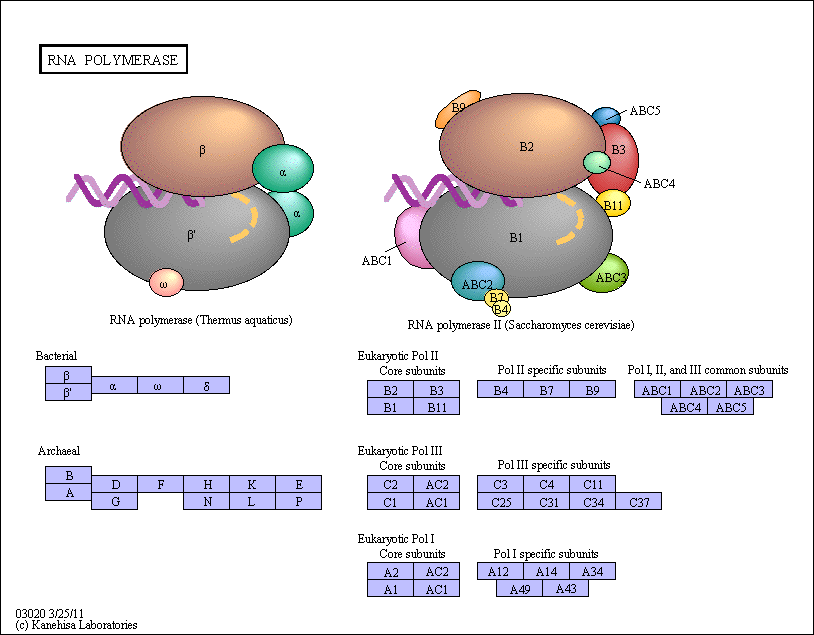 RNA POLYMERASE
B9
ABC5
β
B2
B3
α
ABC4
α
B11
β'
B1
ABC1
ω
ABC2
ABC3
B7
B4
RNA polymerase (Thermus aquaticus)
RNA polymerase II (Saccharomyces cerevisiae)
Bacterial
β
β'
α ω δ
Archaeal
B
A
D F H K E
G N L P
Eukaryotic Pol II
Core subunits
B2 B3
B1 B11
Pol II specific subunits
B4 B7 B9
Pol I, II, and III common subunits
ABC1 ABC2 ABC3
ABC4 ABC5
Eukaryotic Pol III
Core subunits
C2 AC2
C1 AC1
Pol III specific subunits
C3 C4 C11
C25 C31 C34 C37
Eukaryotic Pol I
Core subunits
A2 AC2
A1 AC1
Pol I specific subunits
A12 A14 A34
A49 A43
03020 3/25/11
(c) Kanehisa Laboratories